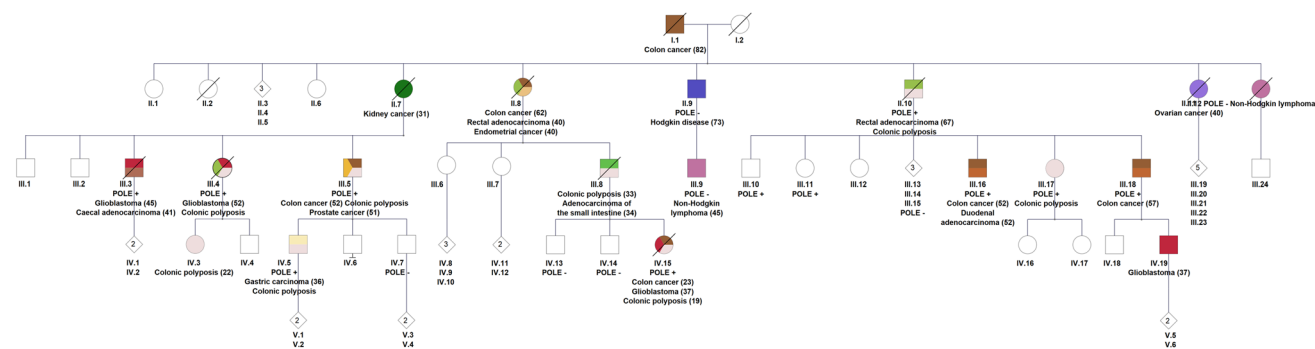 I.1
I.2
Colon cancer (82)
3
II.1
II.2
II.3
II.4
II.5
II.6
II.7
Kidney cancer (31)
II.8
Colon cancer (62)
Rectal adenocarcinoma (40)
Endometrial cancer (40)
II.9
POLE -
Hodgkin disease (73)
II.10
POLE +
Rectal adenocarcinoma (67)
Colonic polyposis
II.12 POLE - Non-Hodgkin lymphoma
Ovarian cancer (40)
III.1
III.2
III.3
POLE +
Glioblastoma (45)
Caecal adenocarcinoma (41)
III.4
POLE +
Glioblastoma (52)
Colonic polyposis
III.5
POLE +
Colon cancer (52) Colonic polyposis
Prostate cancer (51)
III.6
III.7
III.8
Colonic polyposis (33)
Adenocarcinoma of
the small intestine (34)
III.9
POLE -
Non-Hodgkin
lymphoma (45)
III.10
POLE +
III.11
POLE +
III.12
3
III.13
III.14
III.15
POLE -
III.16
POLE +
Colon cancer (52)
Duodenal
adenocarcinoma (52)
III.17
POLE +
Colonic polyposis
III.18
POLE +
Colon cancer (57)
5
III.19
III.20
III.21
III.22
III.23
III.24
2
IV.1
IV.2
IV.3
Colonic polyposis (22)
IV.4
IV.5
POLE +
Gastric carcinoma (36)
Colonic polyposis
IV.6
IV.7
POLE -
3
IV.8
IV.9
IV.10
2
IV.11
IV.12
IV.13
POLE -
IV.14
POLE -
IV.15
POLE +
Colon cancer (23)
Glioblastoma (37)
Colonic polyposis (19)
IV.16
IV.17
IV.18
IV.19
Glioblastoma (37)
2
V.1
V.2
2
V.3
V.4
2
V.5
V.6